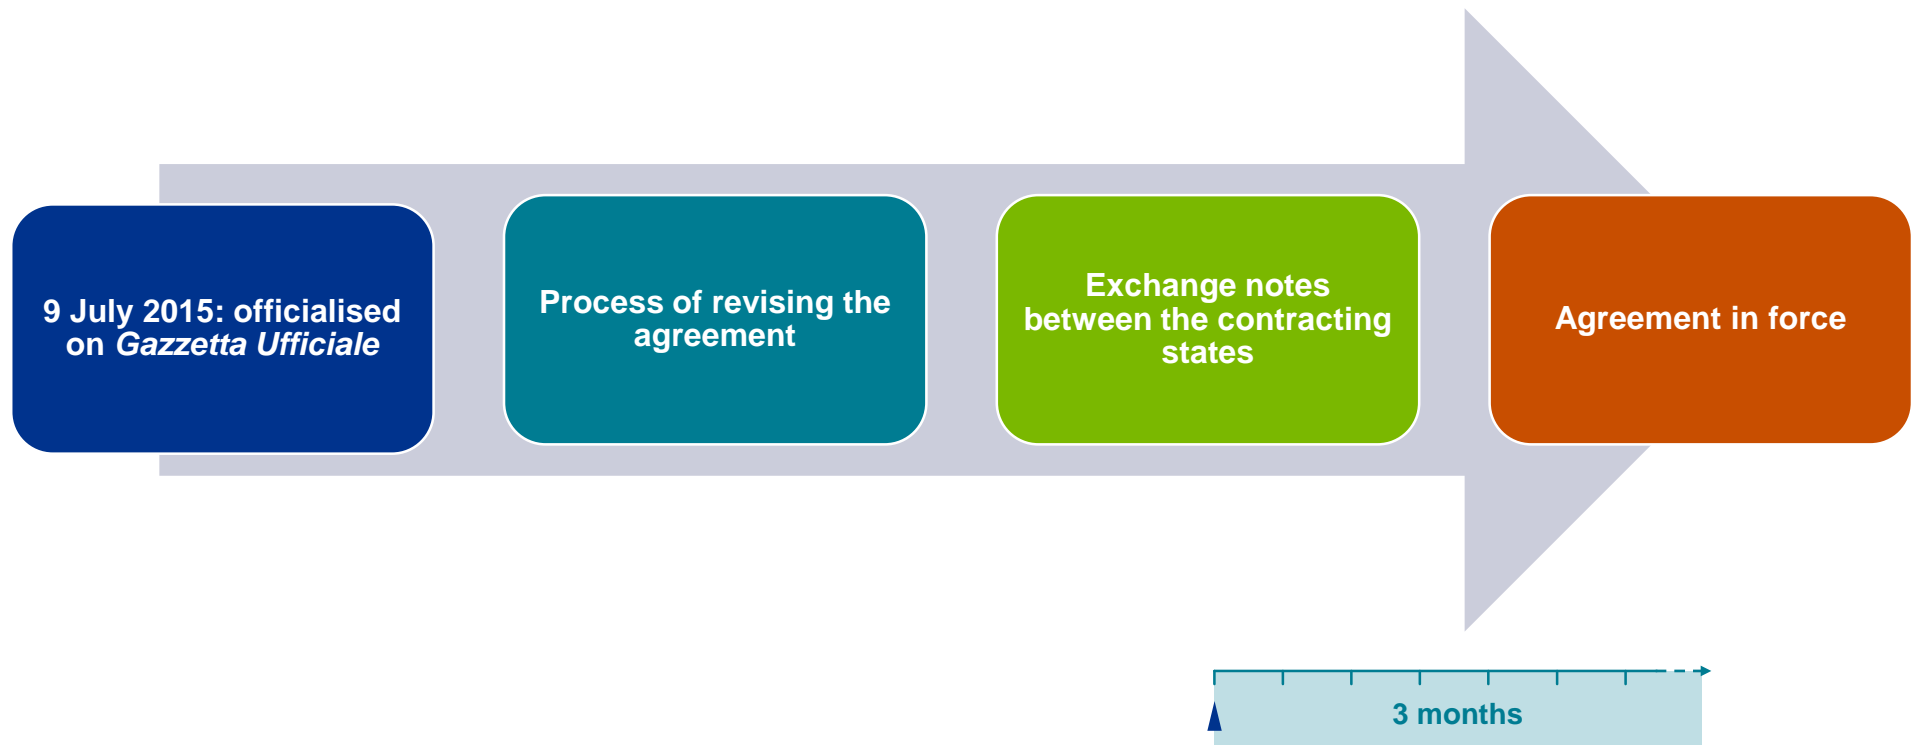 9 July 2015: officialised
on Gazzetta Ufficiale
Process of revising the
agreement
Exchange notes
between the contracting
states
Agreement in force
3 months